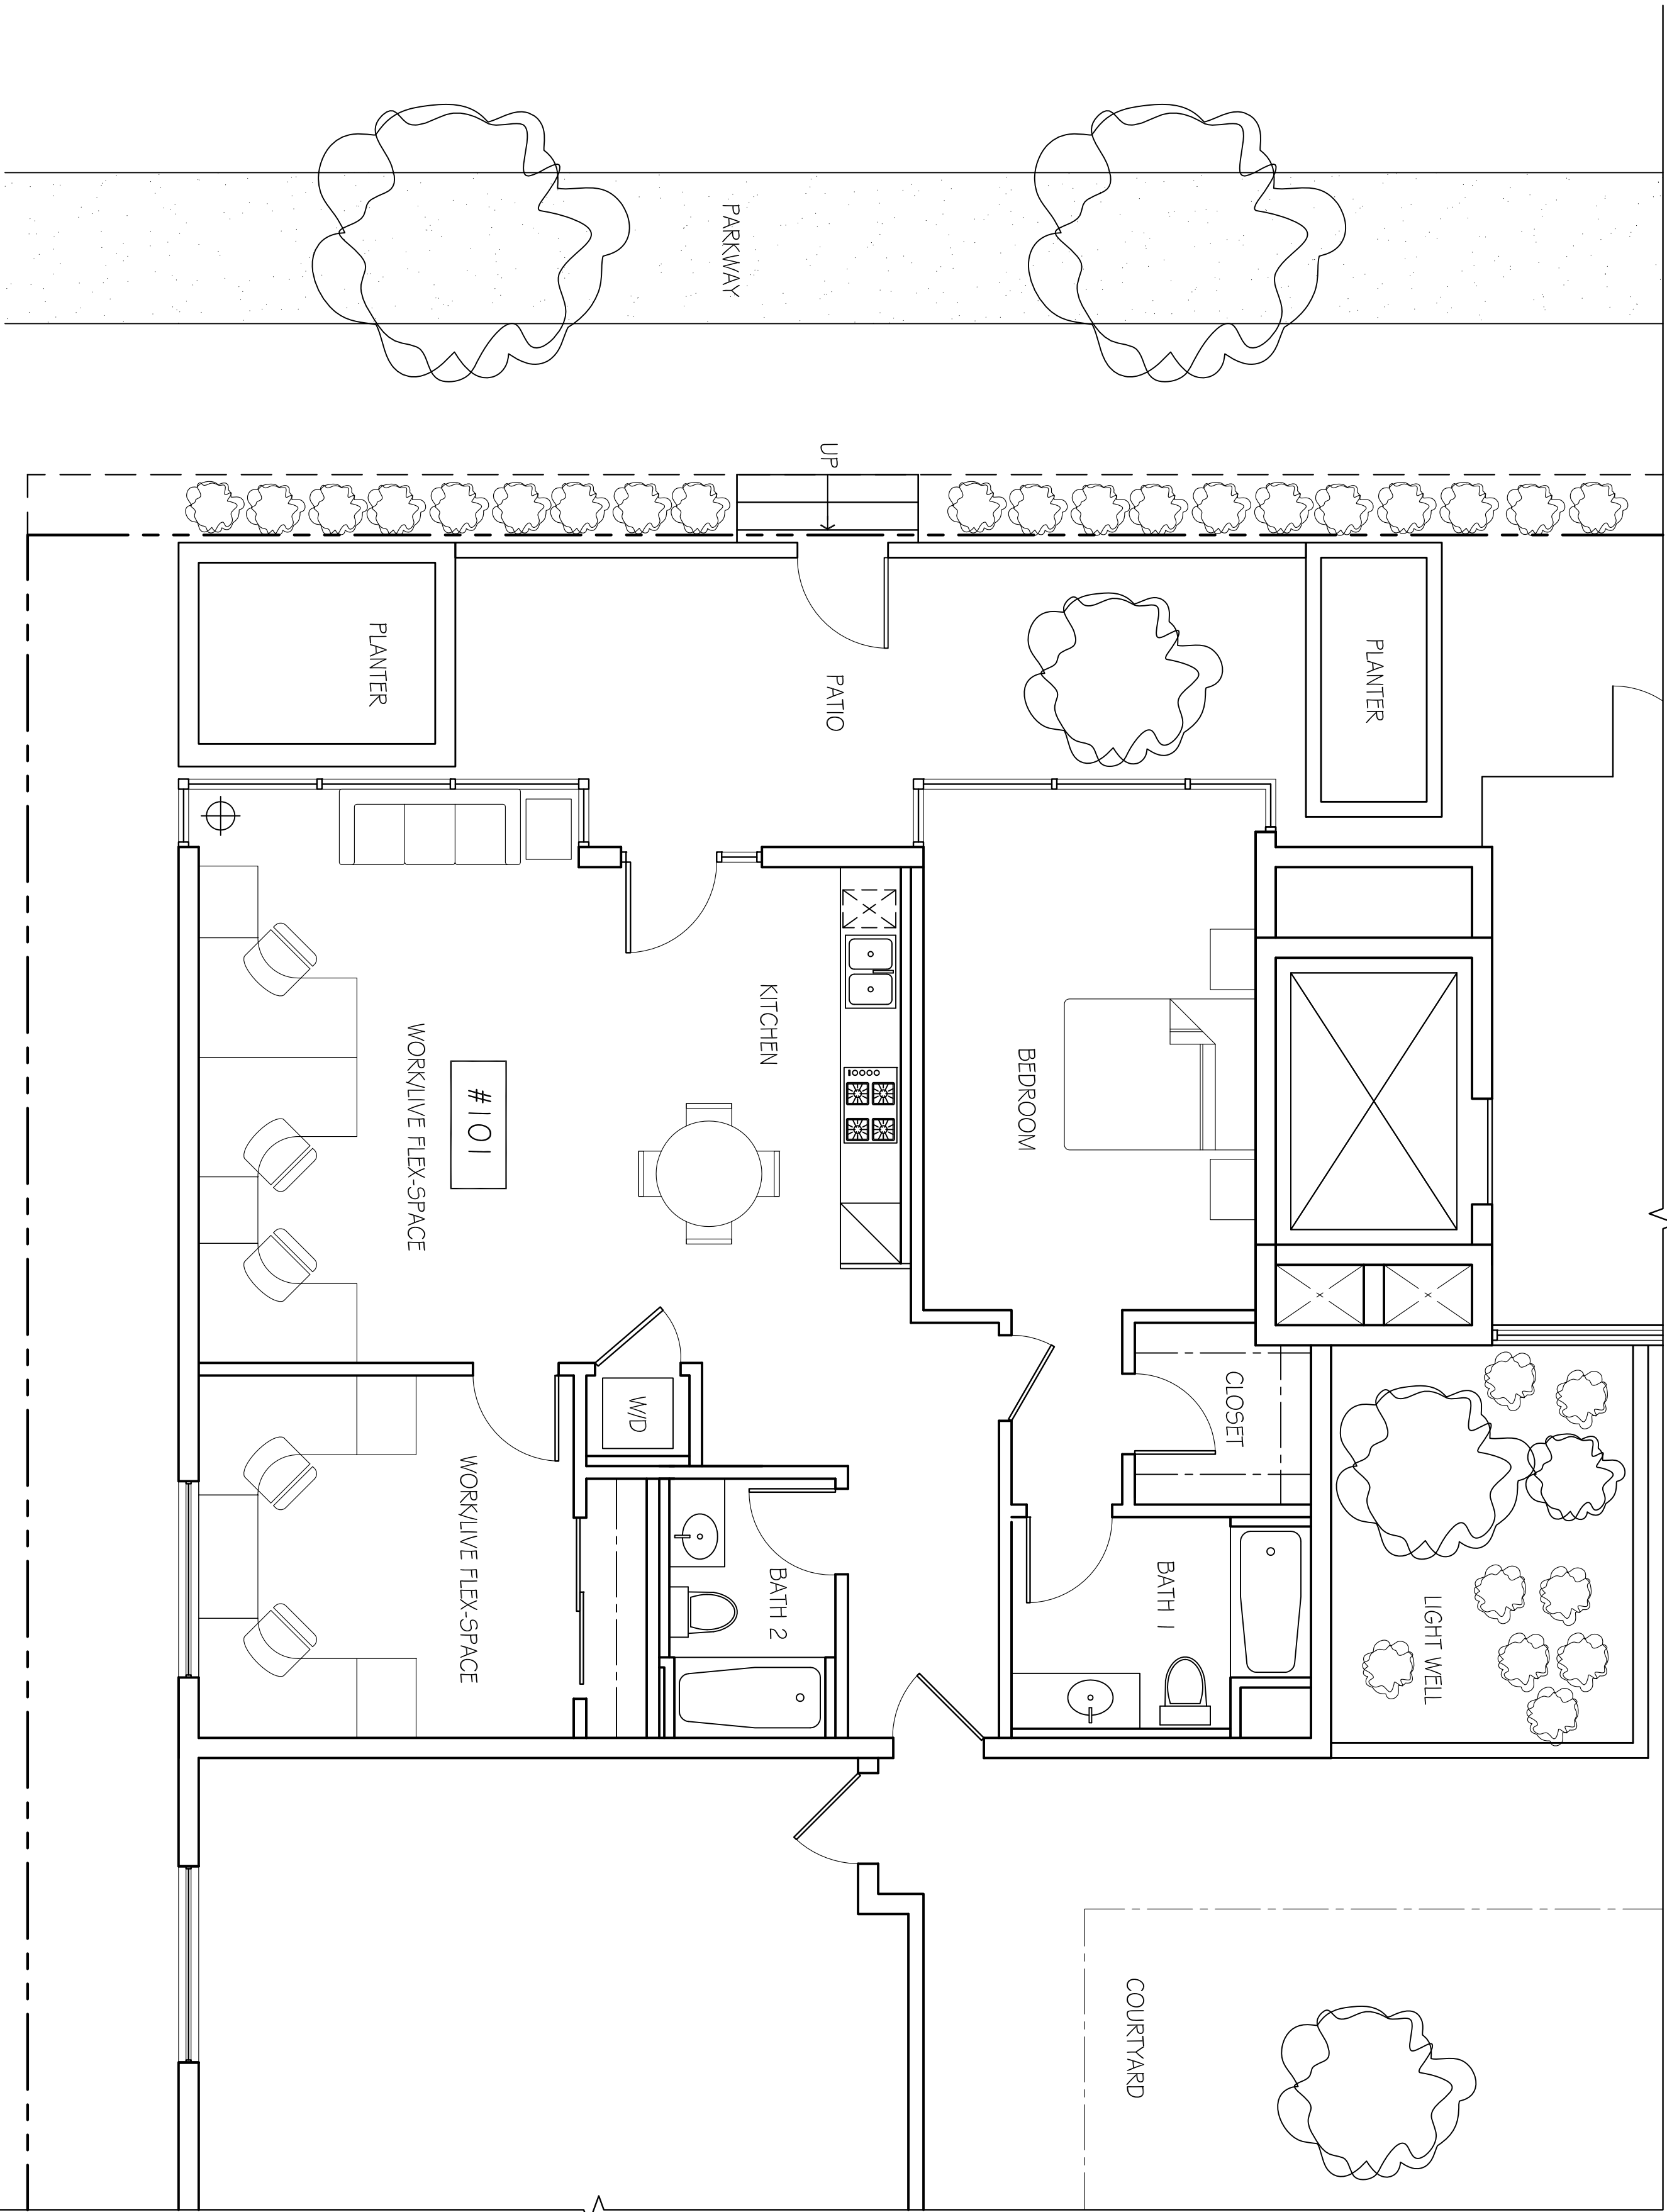 PARKWAY
UP
PLANTER
PATIO
PLANTER
KITCHEN
BEDROOM
WORK/LIVE FLEX-SPACE
#101
CLOSET
W/D
WORK/LIVE FLEX-SPACE
BATH 2
BATH 1
LIGHT WELL
COURTYARD